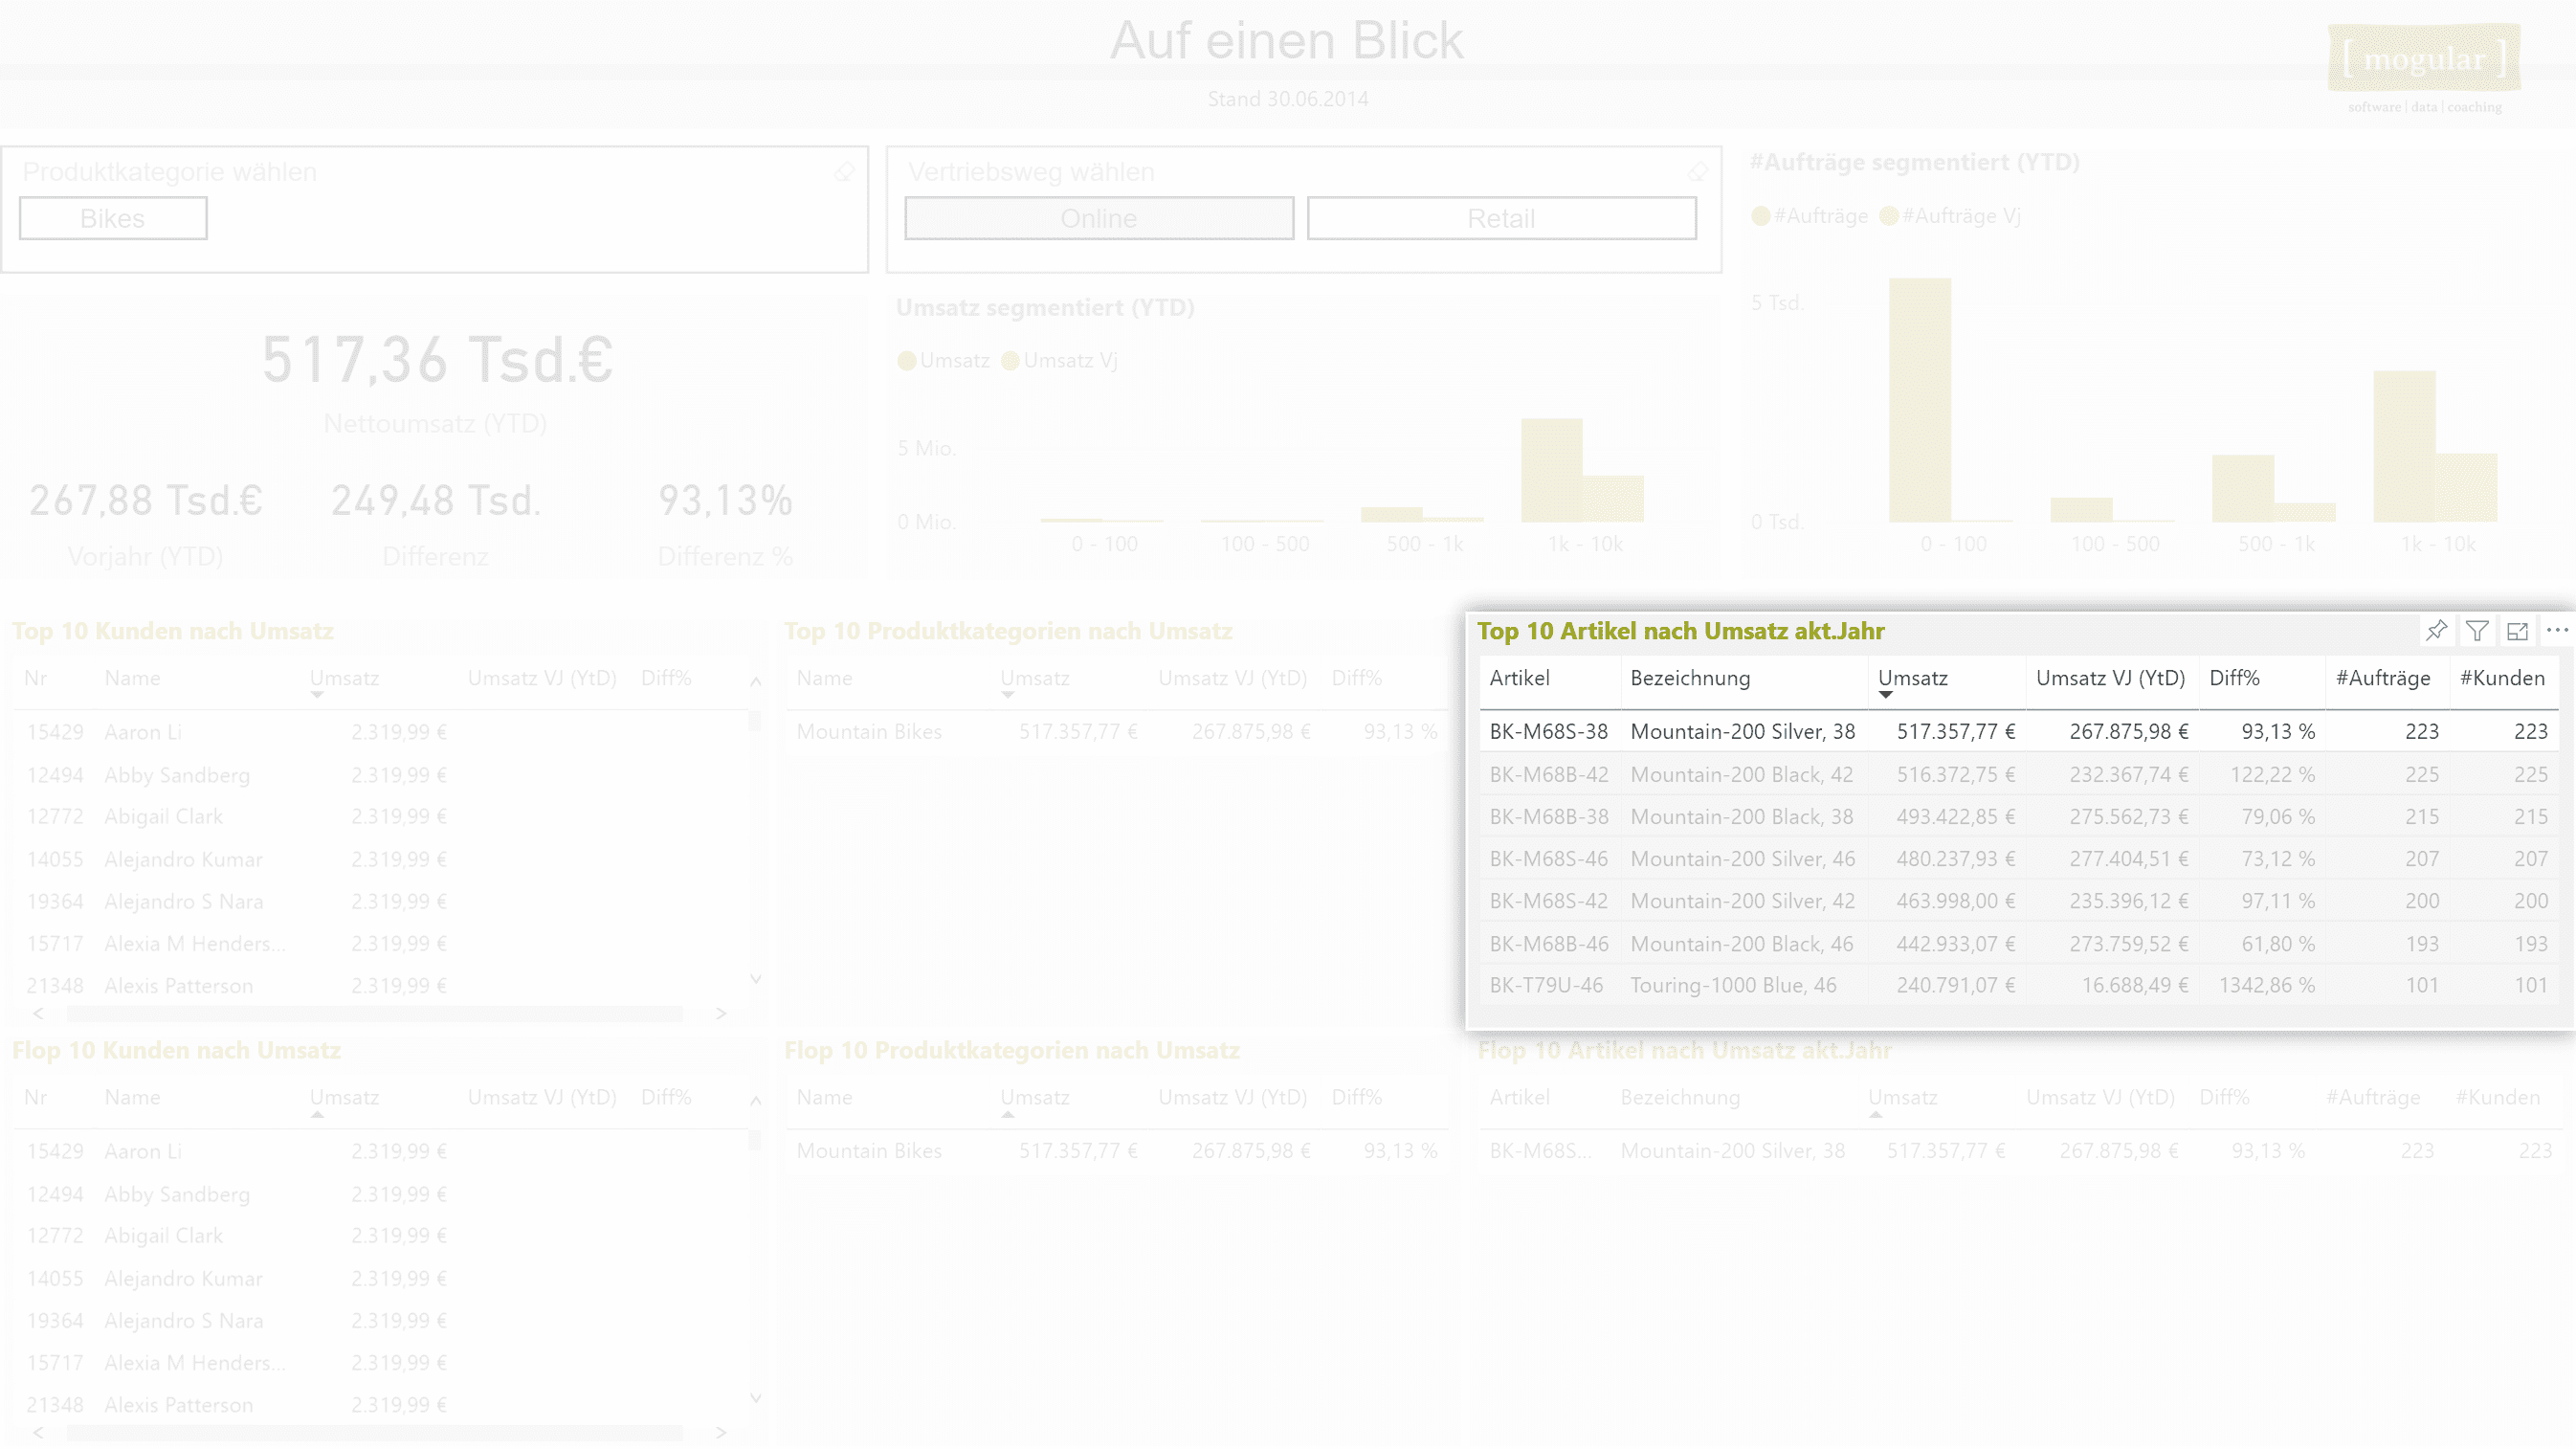 Auf einen Blick
Stand 30.06.2014
[ mogular ]
software | data | coaching
Produktkategorie wählen
Bikes
Vertriebsweg wählen
Online
Retail
#Aufträge segmentiert (YTD)
#Aufträge #Aufträge Vj
5 Tsd.
0 Tsd.
0 - 100 100 - 500 500 - 1k 1k - 10k
517,36 Tsd.€
Nettoumsatz (YTD)
267,88 Tsd.€ 249,48 Tsd. 93,13%
Vorjahr (YTD) Differenz Differenz %
Umsatz segmentiert (YTD)
Umsatz Umsatz Vj
5 Mio.
0 Mio.
0 - 100 100 - 500 500 - 1k 1k - 10k
Top 10 Kunden nach Umsatz
Nr Name Umsatz Umsatz VJ (YtD) Diff%
15429 Aaron Li 2.319,99 €
12494 Abby Sandberg 2.319,99 €
12772 Abigail Clark 2.319,99 €
14055 Alejandro Kumar 2.319,99 €
19364 Alejandro S Nara 2.319,99 €
15717 Alexia M Henders... 2.319,99 €
21348 Alexis Patterson 2.319,99 €
Top 10 Produktkategorien nach Umsatz
Name Umsatz Umsatz VJ (YtD) Diff%
Mountain Bikes 517.357,77 € 267.875,98 € 93,13 %
Top 10 Artikel nach Umsatz akt.Jahr
Artikel Bezeichnung Umsatz Umsatz VJ (YtD) Diff% #Aufträge #Kunden
BK-M68S-38 Mountain-200 Silver, 38 517.357,77 € 267.875,98 € 93,13 % 223 223
BK-M68B-42 Mountain-200 Black, 42 516.372,75 € 232.367,74 € 122,22 % 225 225
BK-M68B-38 Mountain-200 Black, 38 493.422,85 € 275.562,73 € 79,06 % 215 215
BK-M68S-46 Mountain-200 Silver, 46 480.237,93 € 277.404,51 € 73,12 % 207 207
BK-M68S-42 Mountain-200 Silver, 42 463.998,00 € 235.396,12 € 97,11 % 200 200
BK-M68B-46 Mountain-200 Black, 46 442.933,07 € 273.759,52 € 61,80 % 193 193
BK-T79U-46 Touring-1000 Blue, 46 240.791,07 € 16.688,49 € 1342,86 % 101 101
Flop 10 Kunden nach Umsatz
Nr Name Umsatz Umsatz VJ (YtD) Diff%
15429 Aaron Li 2.319,99 €
12494 Abby Sandberg 2.319,99 €
12772 Abigail Clark 2.319,99 €
14055 Alejandro Kumar 2.319,99 €
19364 Alejandro S Nara 2.319,99 €
15717 Alexia M Henders... 2.319,99 €
21348 Alexis Patterson 2.319,99 €
Flop 10 Produktkategorien nach Umsatz
Name Umsatz Umsatz VJ (YtD) Diff%
Mountain Bikes 517.357,77 € 267.875,98 € 93,13 %
Flop 10 Artikel nach Umsatz akt.Jahr
Artikel Bezeichnung Umsatz Umsatz VJ (YtD) Diff% #Aufträge #Kunden
BK-M68S... Mountain-200 Silver, 38 517.357,77 € 267.875,98 € 93,13 % 223 223